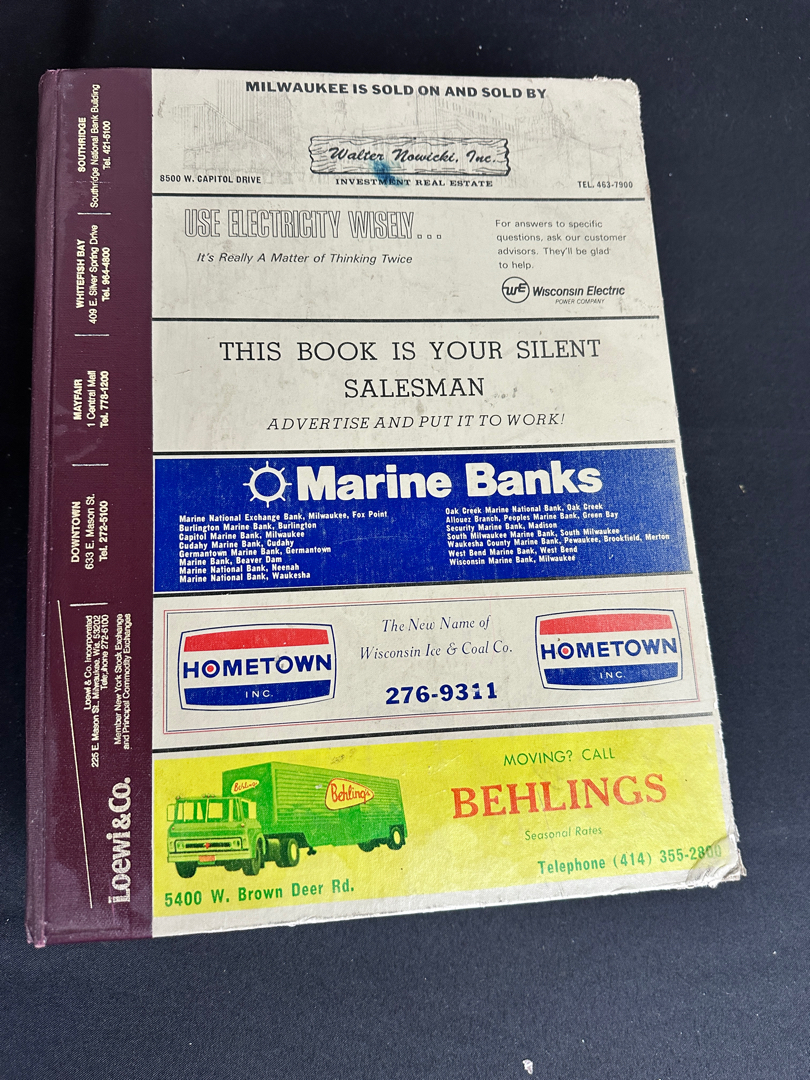 MILWAUKEE IS SOLD ON AND SOLD BY
Walter Nowicki, Inc.
8500 W. CAPITOL DRIVE
INVESTMENT REAL ESTATE
TEL. 463-7900
USE ELECTRICITY WISELY...
It's Really A Matter of Thinking Twice
For answers to specific
questions, ask our customer
advisors. They'll be glad
to help.
WE Wisconsin Electric
POWER COMPANY
THIS BOOK IS YOUR SILENT
SALESMAN
ADVERTISE AND PUT IT TO WORK!
Marine Banks
Marine National Exchange Bank, Milwaukee, Fox Point
Burlington Marine Bank, Burlington
Capitol Marine Bank, Milwaukee
Cudahy Marine Bank, Cudahy
Germantown Marine Bank, Germantown
Marine Bank, Beaver Dam
Marine National Bank, Neenah
Marine National Bank, Waukesha
Oak Creek Marine National Bank, Oak Creek
Allouez Branch, Peoples Marine Bank, Green Bay
Security Marine Bank, Madison
South Milwaukee Marine Bank, South Milwaukee
Waukesha County Marine Bank, Pewaukee, Brookfield, Merton
West Bend Marine Bank, West Bend
Wisconsin Marine Bank, Milwaukee
HOMETOWN
INC.
The New Name of
Wisconsin Ice & Coal Co.
276-9311
HOMETOWN
INC.
Behlings
Behlings
5400 W. Brown Deer Rd.
MOVING? CALL
BEHLINGS
Seasonal Rates
Telephone (414) 355-2800
Loewi & Co.
Loewi & Co. Incorporated
225 E. Mason St., Milwaukee, Wis. 53202
Telephone 272-5100
Member New York Stock Exchange
and Principal Commodity Exchanges
DOWNTOWN
633 E. Mason St.
Tel. 272-5100
MAYFAIR
1 Central Mall
Tel. 778-1200
WHITEFISH BAY
409 E. Silver Spring Drive
Tel. 964-4800
SOUTHRIDGE
Southridge National Bank Building
Tel. 421-5100